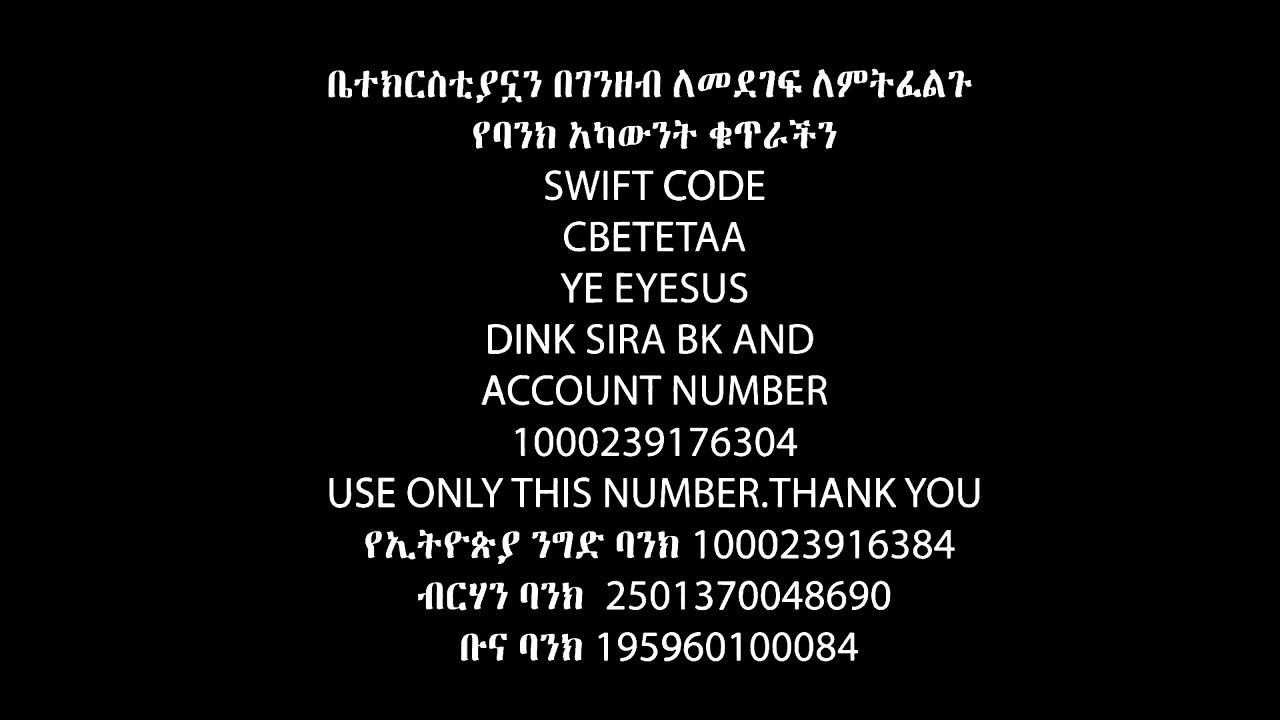 ቤተክርስቲያኗን በገንዘብ ለመደገፍ ለምትፈልጉ
የባንክ አካውንት ቁጥራችን
SWIFT CODE
CBETETAA
YE EYESUS
DINK SIRA BK AND
ACCOUNT NUMBER
1000239176304
USE ONLY THIS NUMBER.THANK YOU
የኢትዮጵያ ንግድ ባንክ 100023916384
ብርሃን ባንክ 2501370048690
ቡና ባንክ 195960100084